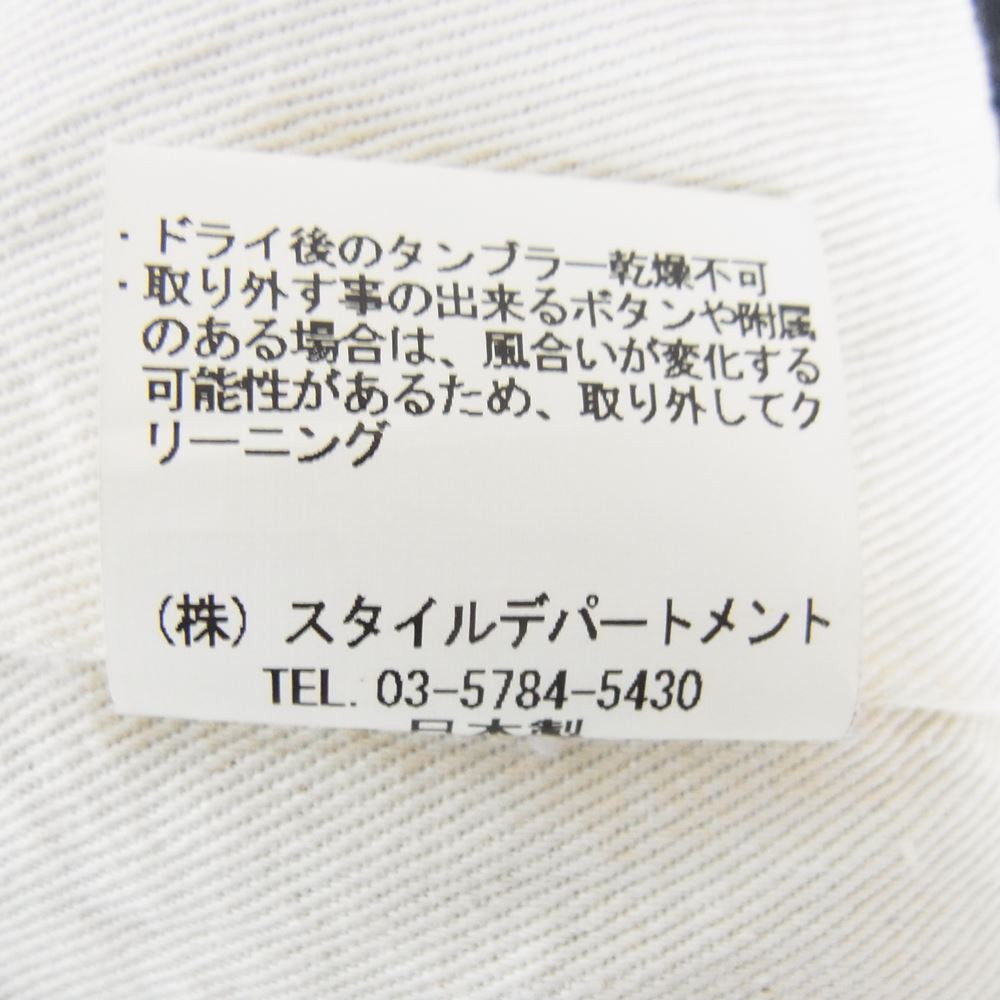 ・ドライ後のタンブラー乾燥不可
・取り外す事の出来るボタンや附属
のある場合は、風合いが変化する
可能性があるため、取り外してク
リーニング
(株) スタイルデパートメント
TEL. 03-5784-5430
日本製